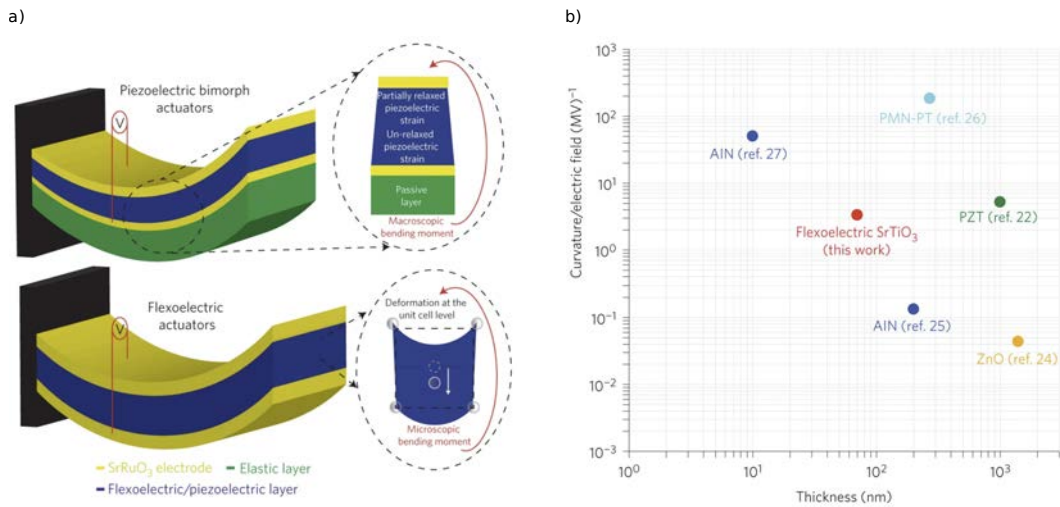 a)
Piezoelectric bimorph
actuators
V
Partially relaxed
piezoelectric
strain
Un-relaxed
piezoelectric
strain
Passive
layer
Macroscopic
bending moment
Flexoelectric
actuators
V
Deformation at the
unit cell level
Microscopic
bending moment
SrRuO₃ electrode
Elastic layer
Flexoelectric/piezoelectric layer
b)
Curvature/electric field (MV)⁻¹
10³
10²
10¹
10⁰
10⁻¹
10⁻²
10⁻³
PMN-PT (ref. 26)
AlN (ref. 27)
PZT (ref. 22)
Flexoelectric SrTiO₃
(this work)
AlN (ref. 25)
ZnO (ref. 24)
10⁰
10¹
10²
10³
Thickness (nm)